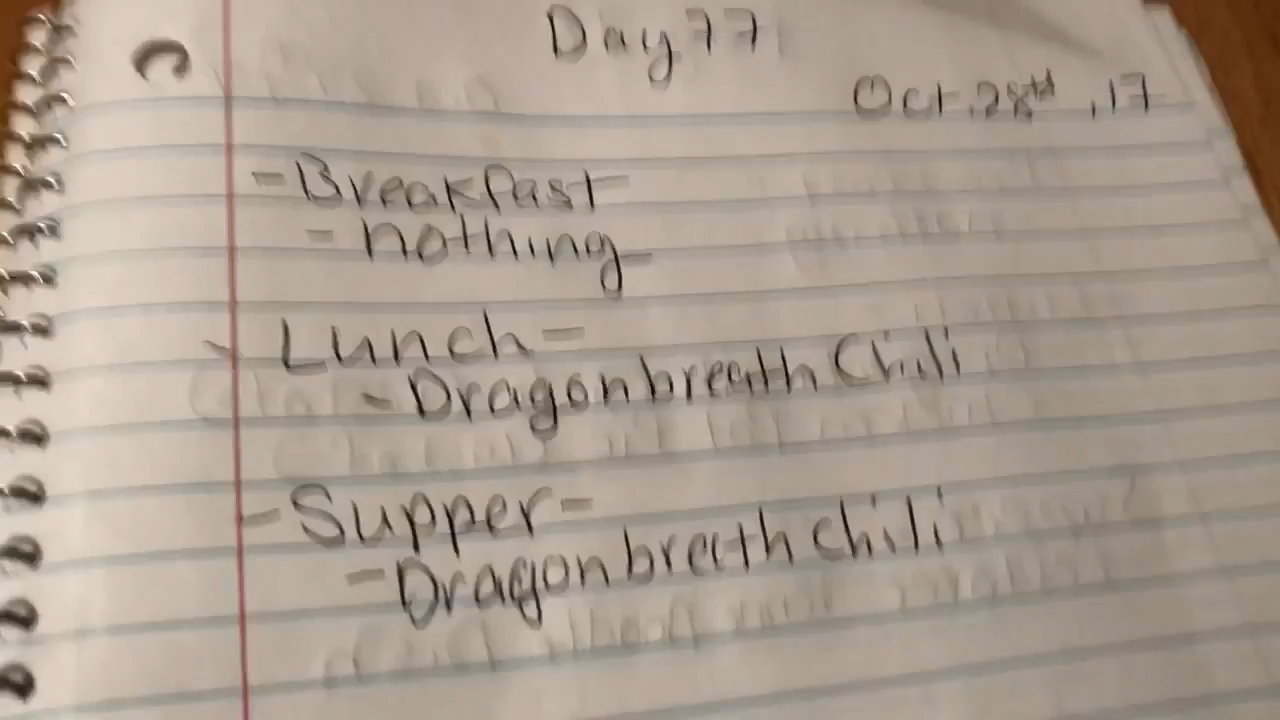 Day 77
Oct. 28th, 17
- Breakfast -
- nothing -
- Lunch -
- Dragonbreath Chili
- Supper -
- Dragonbreath chili